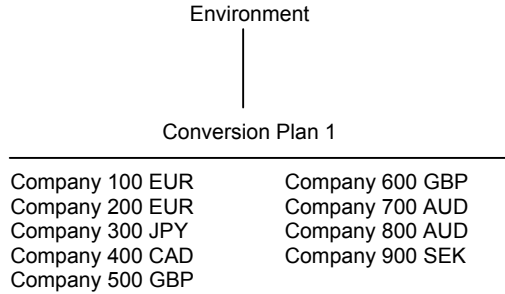 Environment
Conversion Plan 1
Company 100 EUR
Company 200 EUR
Company 300 JPY
Company 400 CAD
Company 500 GBP
Company 600 GBP
Company 700 AUD
Company 800 AUD
Company 900 SEK